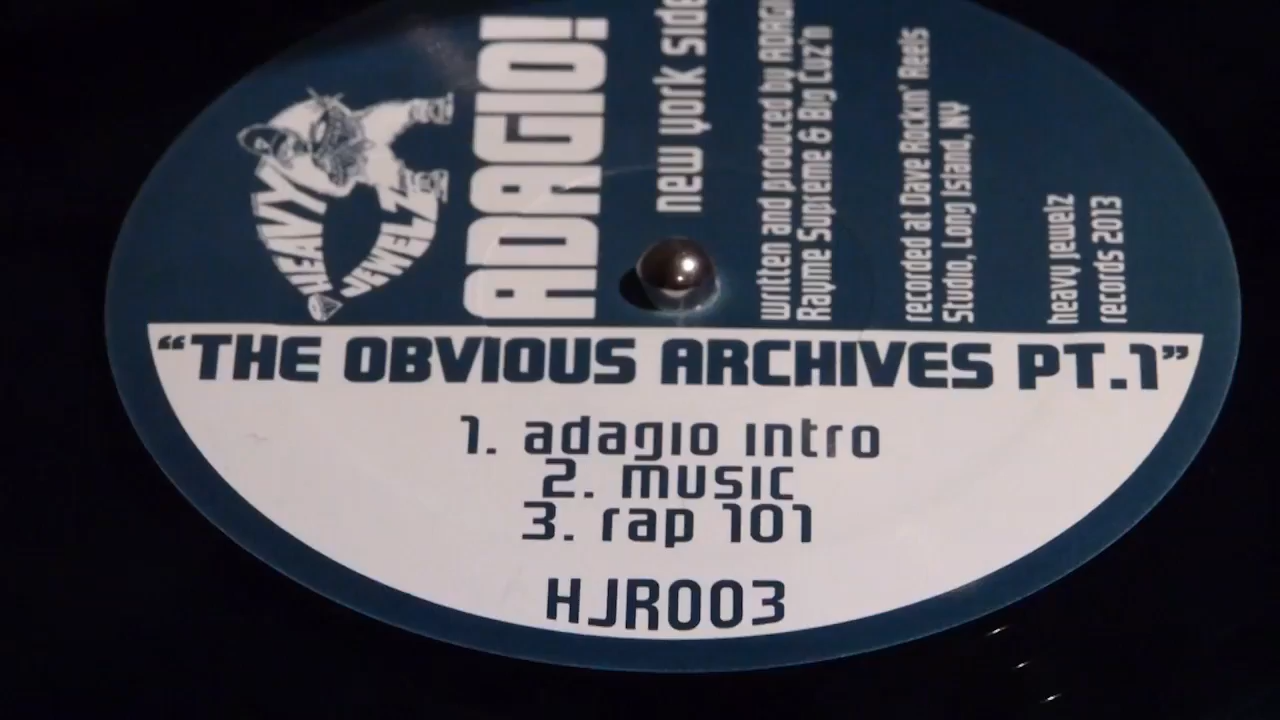 HEAVY JEWELZ
ADAGIO!
new york side
written and produced by ADAGIO
Rayme Supreme & Big Cuz'n
recorded at Dave Rockin' Reels
Studio, Long Island, NY
heavy jewelz
records 2013
"THE OBVIOUS ARCHIVES PT.1"
1. adagio intro
2. music
3. rap 101
HJR003